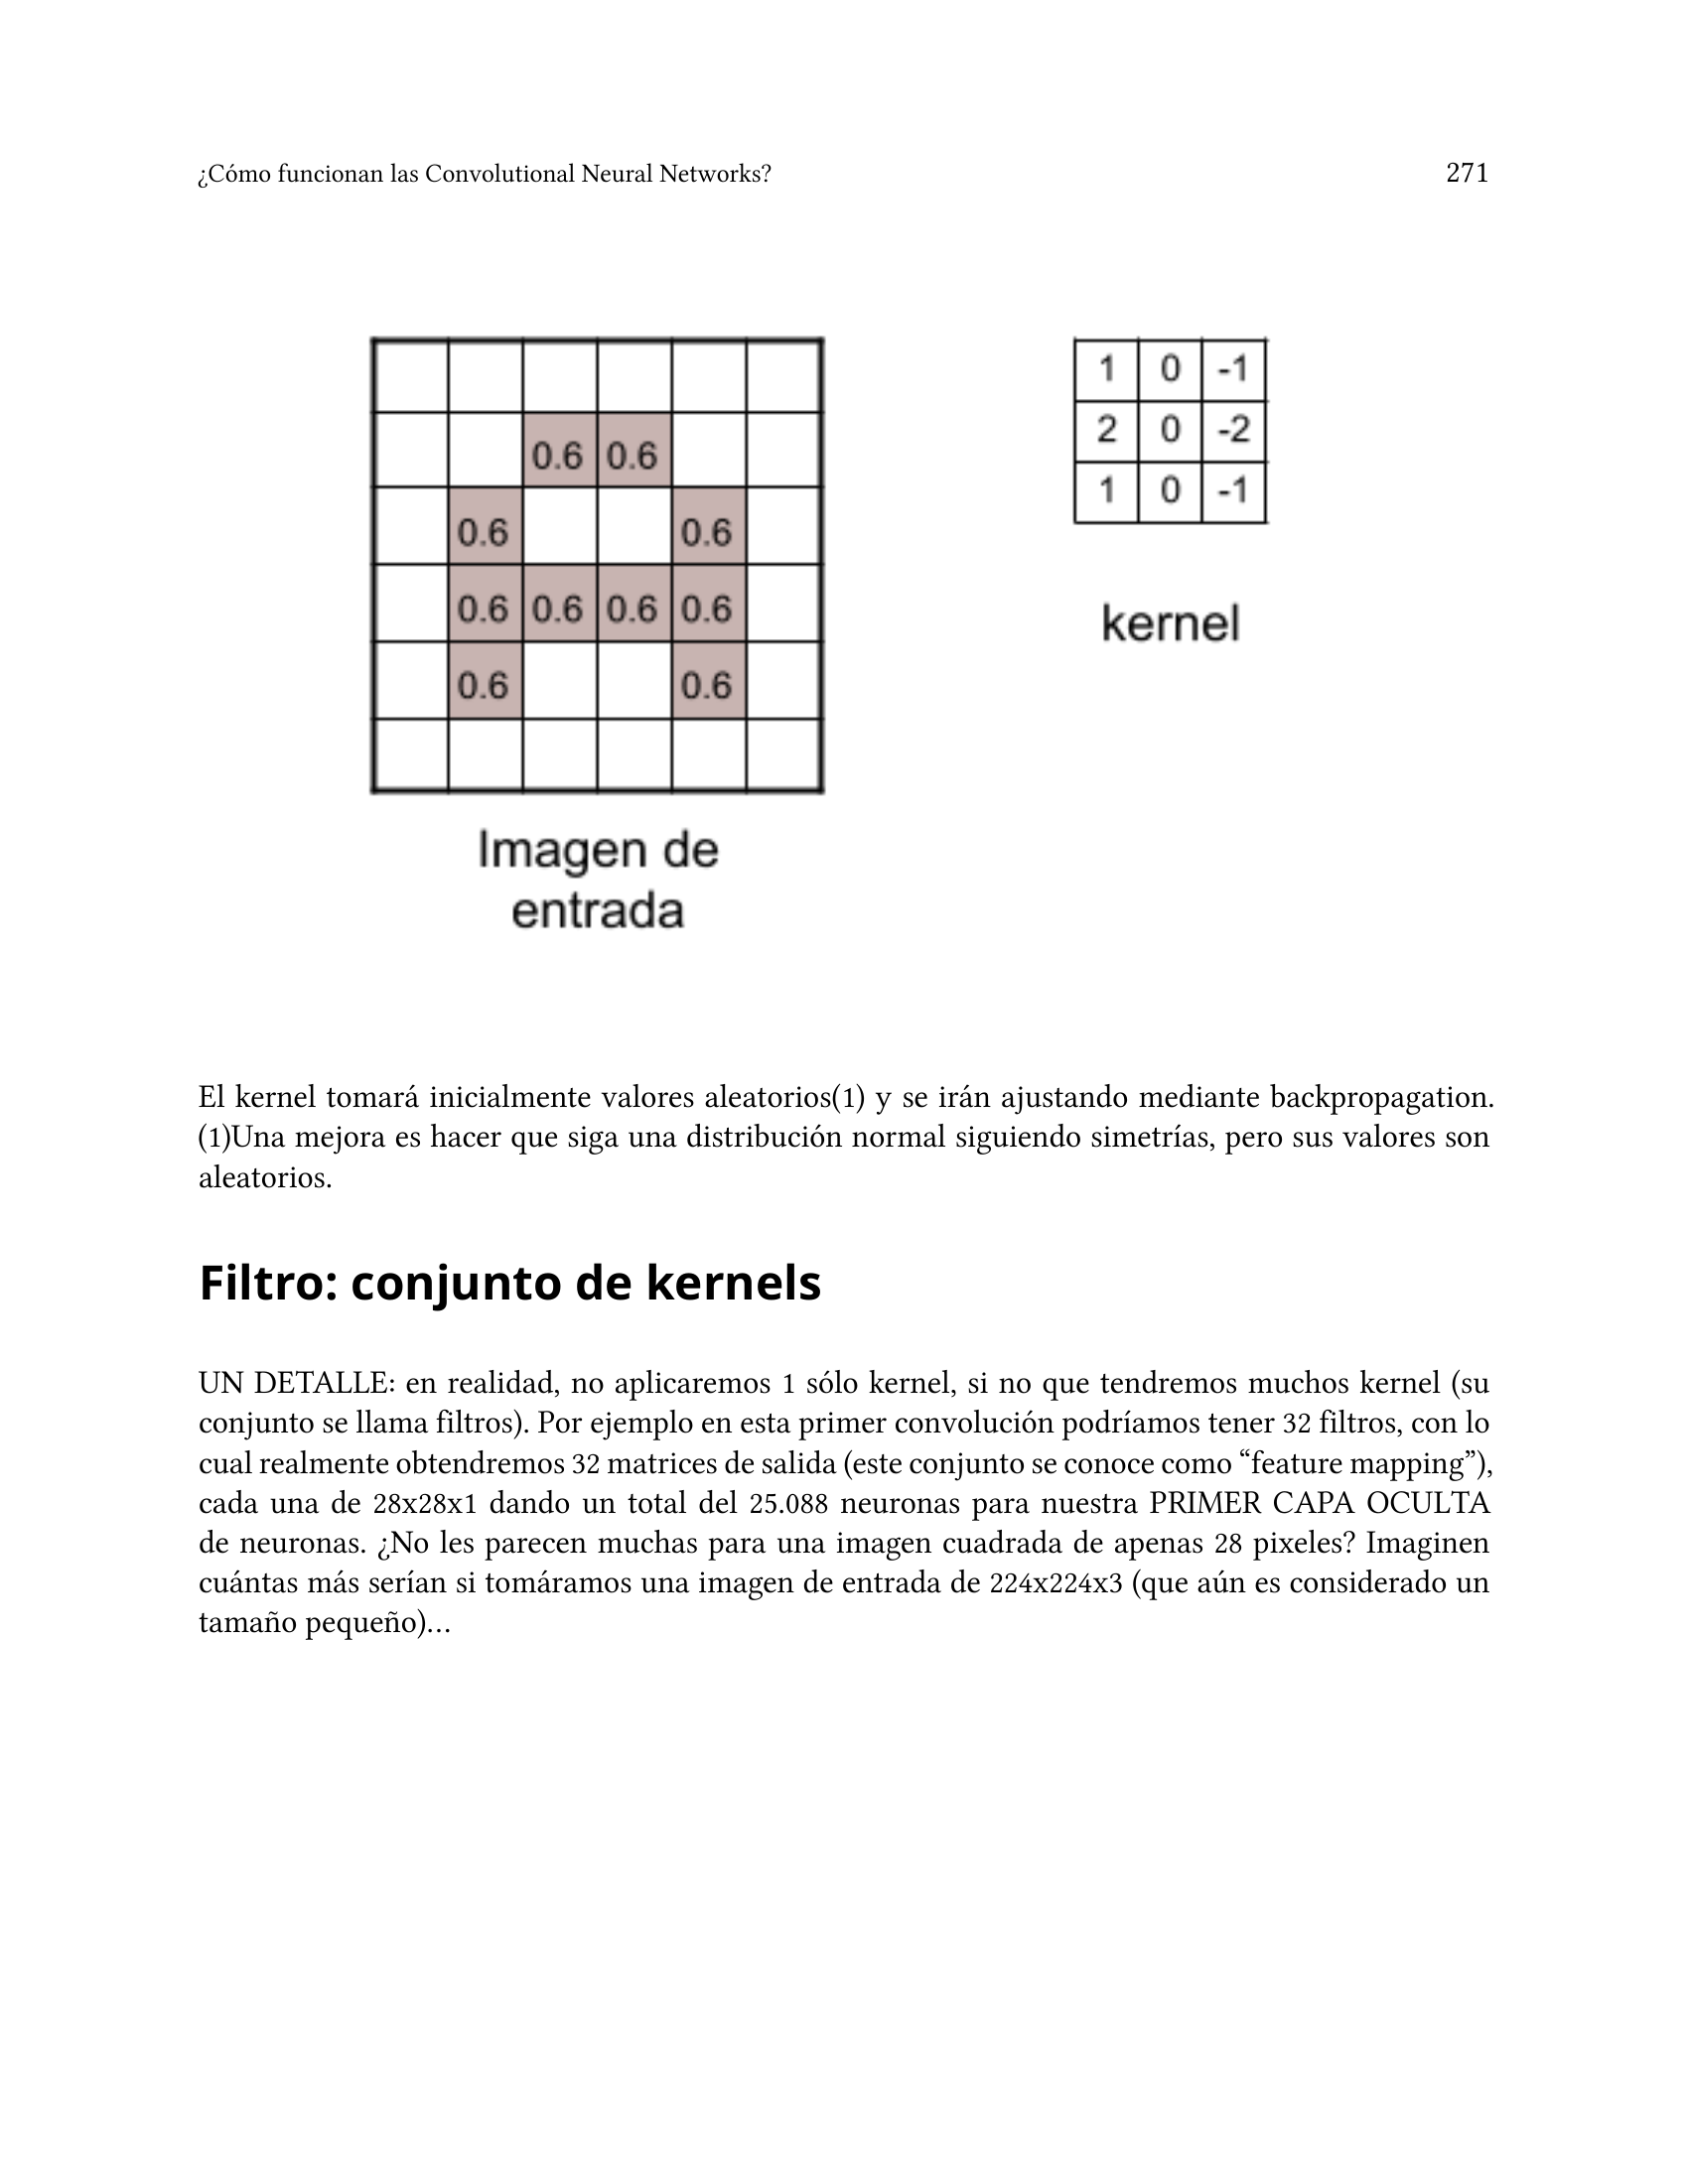 ¿Cómo funcionan las Convolutional Neural Networks? 271
1 0 -1
2 0 -2
1 0 -1
kernel
0.6 0.6
0.6 0.6
0.6 0.6 0.6 0.6
0.6 0.6
Imagen de
entrada
El kernel tomará inicialmente valores aleatorios(1) y se irán ajustando mediante backpropagation.
(1)Una mejora es hacer que siga una distribución normal siguiendo simetrías, pero sus valores son
aleatorios.
Filtro: conjunto de kernels
UN DETALLE: en realidad, no aplicaremos 1 sólo kernel, si no que tendremos muchos kernel (su
conjunto se llama filtros). Por ejemplo en esta primer convolución podríamos tener 32 filtros, con lo
cual realmente obtendremos 32 matrices de salida (este conjunto se conoce como “feature mapping”),
cada una de 28x28x1 dando un total del 25.088 neuronas para nuestra PRIMER CAPA OCULTA
de neuronas. ¿No les parecen muchas para una imagen cuadrada de apenas 28 pixeles? Imaginen
cuántas más serían si tomáramos una imagen de entrada de 224x224x3 (que aún es considerado un
tamaño pequeño)…